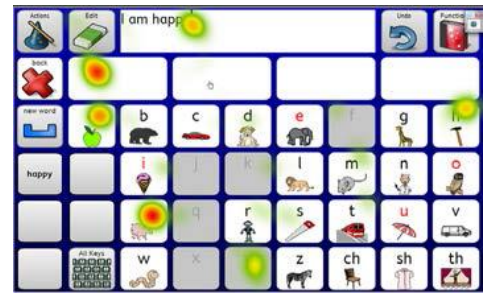 Actions Edit I am happ Undo Functio
back
new word b c d e f g h
happy i j k l m n o
q r s t u v
All Keys w x z ch sh th